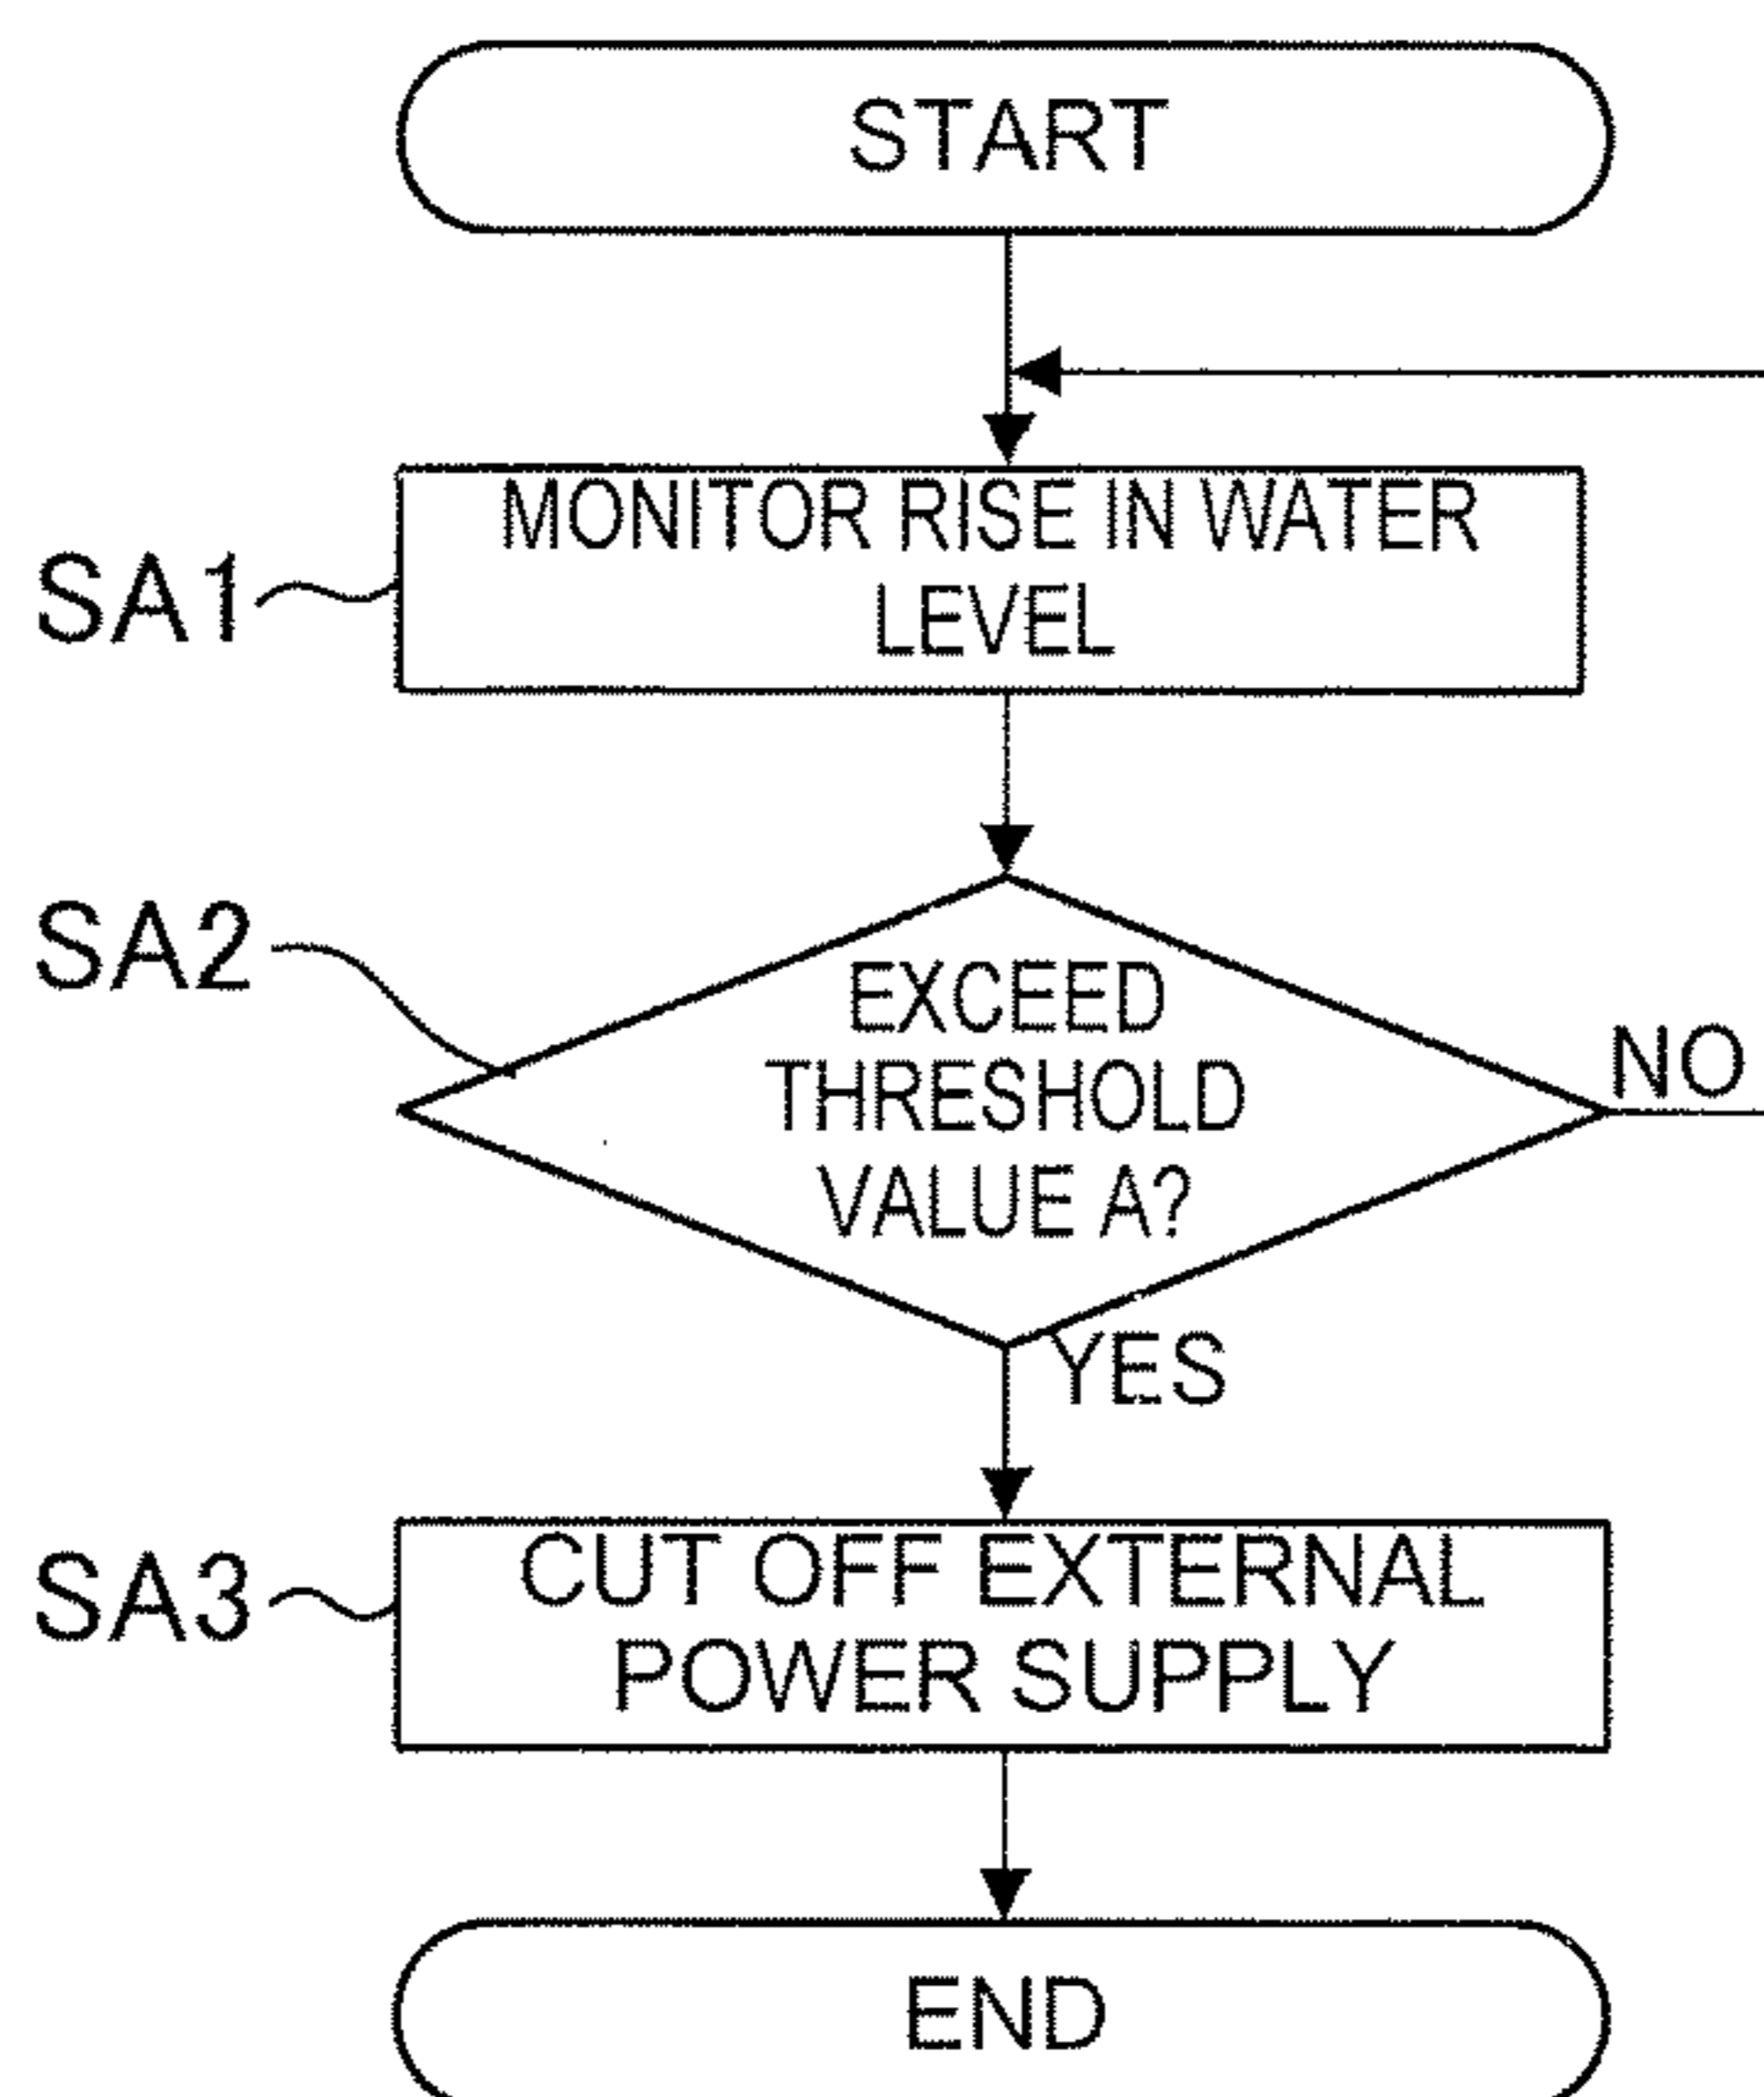 START
MONITOR RISE IN WATER
LEVEL
SA1
SA2
EXCEED
THRESHOLD
VALUE A?
NO
YES
CUT OFF EXTERNAL
POWER SUPPLY
SA3
END